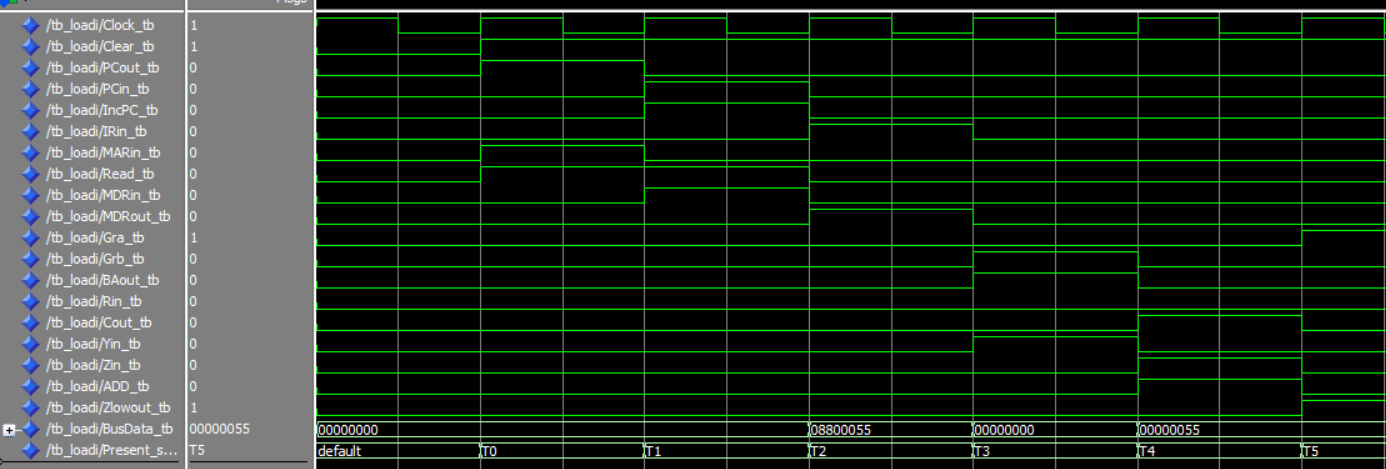 Msgs
/tb_loadi/Clock_tb 1
/tb_loadi/Clear_tb 1
/tb_loadi/PCout_tb 0
/tb_loadi/PCin_tb 0
/tb_loadi/IncPC_tb 0
/tb_loadi/IRin_tb 0
/tb_loadi/MARin_tb 0
/tb_loadi/Read_tb 0
/tb_loadi/MDRin_tb 0
/tb_loadi/MDRout_tb 0
/tb_loadi/Gra_tb 1
/tb_loadi/Grb_tb 0
/tb_loadi/BAout_tb 0
/tb_loadi/Rin_tb 0
/tb_loadi/Cout_tb 0
/tb_loadi/Yin_tb 0
/tb_loadi/Zin_tb 0
/tb_loadi/ADD_tb 0
/tb_loadi/Zlowout_tb 1
/tb_loadi/BusData_tb 00000055 00000000 08800055 00000000 00000055
/tb_loadi/Present_s... T5 default T0 T1 T2 T3 T4 T5